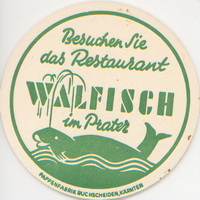 Besuchen Sie
das Restaurant
WALFISCH
im Prater
PAPPENFABRIK BUCHSCHEIDEN, KÄRNTEN